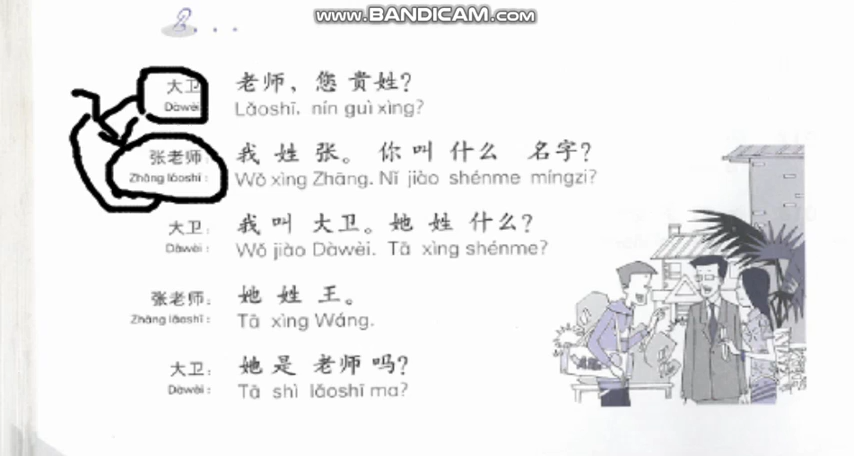 www.BANDICAM.com
2
大卫: 老师，您贵姓?
Dàwèi: Lǎoshī, nín guì xìng?
张老师: 我姓张。你叫什么名字?
Zhāng lǎoshī: Wǒ xìng Zhāng. Nǐ jiào shénme míngzi?
大卫: 我叫大卫。她姓什么?
Dàwèi: Wǒ jiào Dàwèi. Tā xìng shénme?
张老师: 她姓王。
Zhāng lǎoshī: Tā xìng Wáng.
大卫: 她是老师吗?
Dàwèi: Tā shì lǎoshī ma?